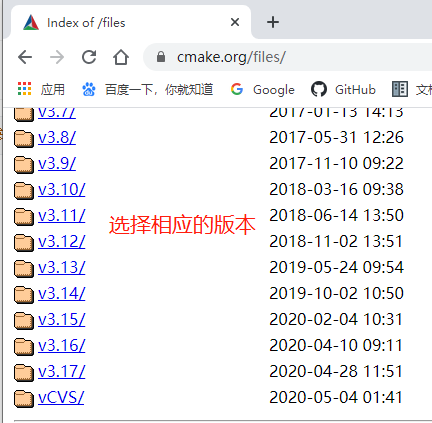 Index of /files
cmake.org/files/
应用 百度一下，你就知道 Google GitHub 文档
v3.7/ 2017-01-13 14:13
v3.8/ 2017-05-31 12:26
v3.9/ 2017-11-10 09:22
v3.10/ 2018-03-16 09:38
v3.11/ 2018-06-14 13:50
选择相应的版本
v3.12/ 2018-11-02 13:51
v3.13/ 2019-05-24 09:54
v3.14/ 2019-10-02 10:50
v3.15/ 2020-02-04 10:31
v3.16/ 2020-04-10 09:11
v3.17/ 2020-04-28 11:51
vCVS/ 2020-05-04 01:41